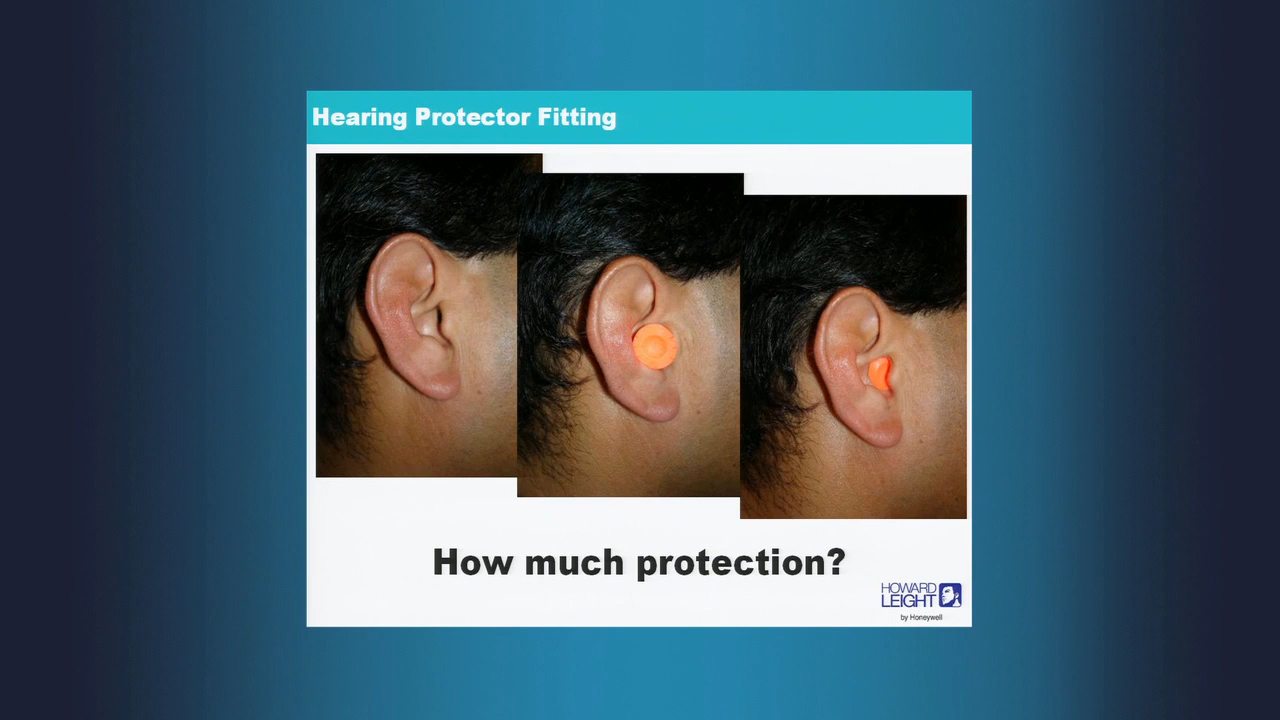 Hearing Protector Fitting
How much protection?
HOWARD
LEIGHT
by Honeywell